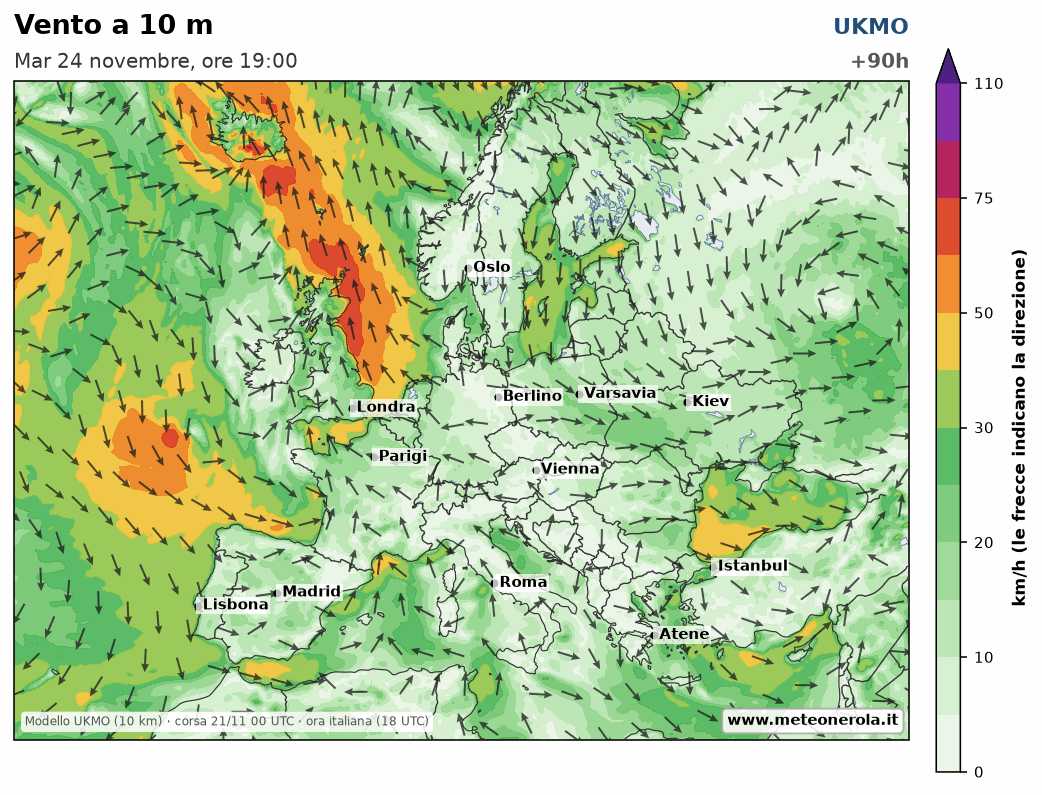 Vento a 10 m
UKMO
Mar 24 novembre, ore 19:00
+90h
110
75
50
30
20
10
0
km/h (le frecce indicano la direzione)
Oslo
Londra
Berlino
Varsavia
Kiev
Parigi
Vienna
Istanbul
Roma
Madrid
Lisbona
Atene
Modello UKMO (10 km) · corsa 21/11 00 UTC · ora italiana (18 UTC)
www.meteonerola.it